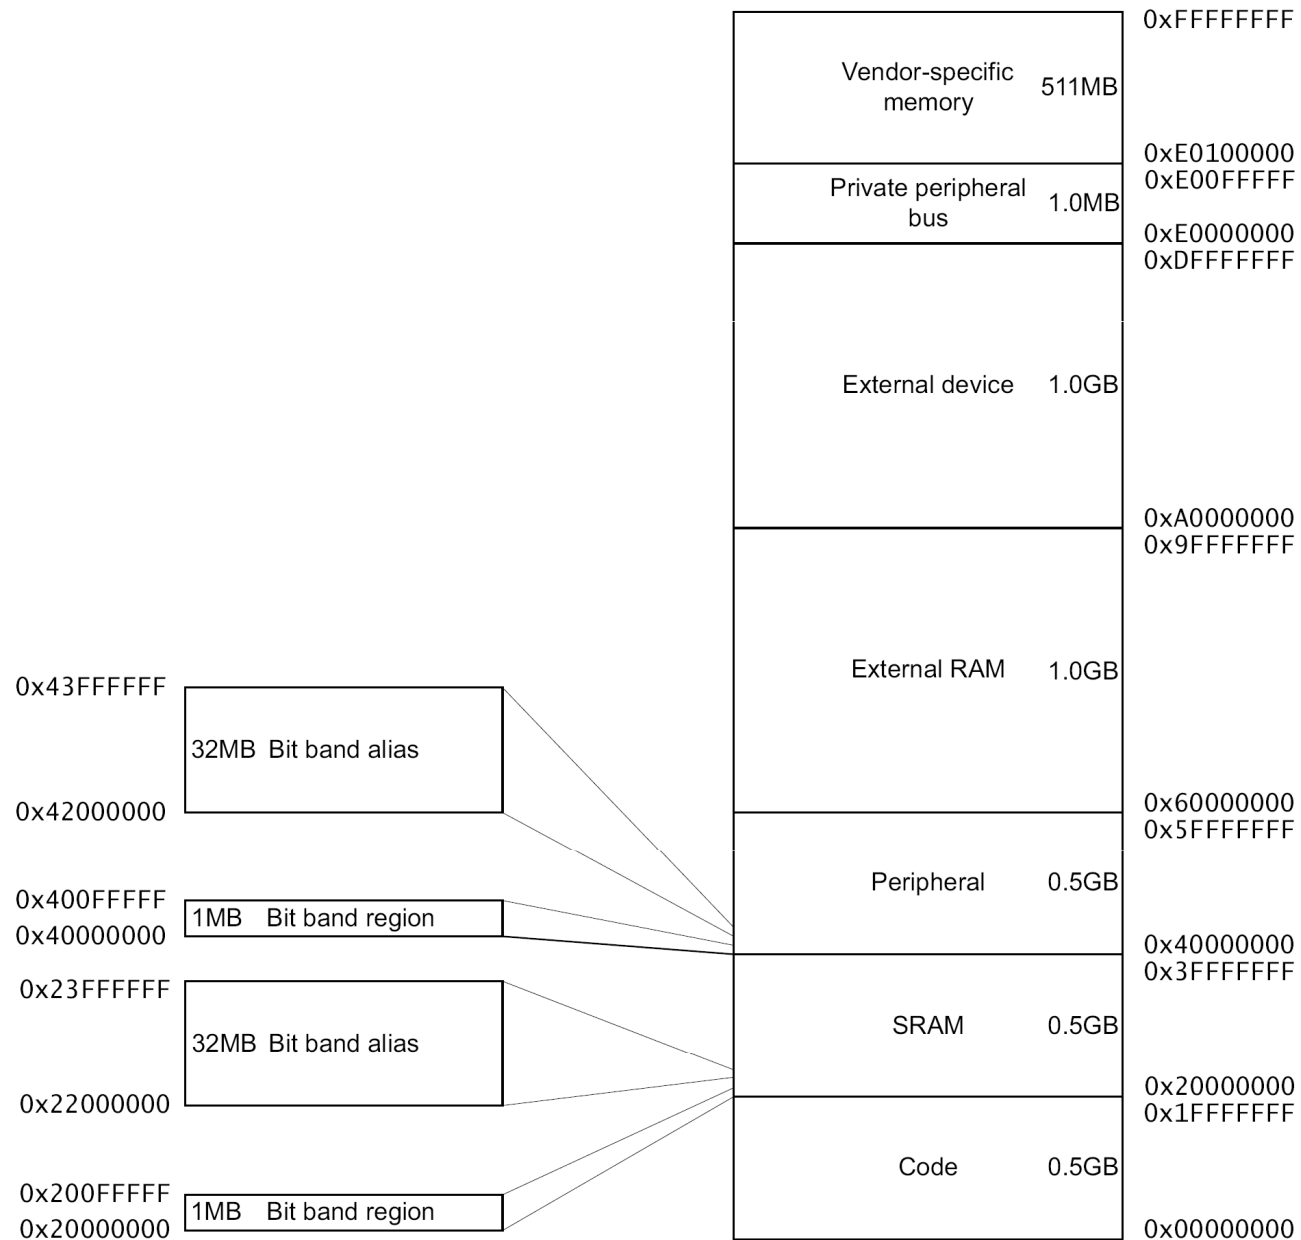 0xFFFFFFFF
Vendor-specific
memory
511MB
0xE0100000
0xE00FFFFF
Private peripheral
bus
1.0MB
0xE0000000
0xDFFFFFFF
External device 1.0GB
0xA0000000
0x9FFFFFFF
External RAM 1.0GB
0x60000000
0x5FFFFFFF
Peripheral 0.5GB
0x40000000
0x3FFFFFFF
SRAM 0.5GB
0x20000000
0x1FFFFFFF
Code 0.5GB
0x00000000
0x43FFFFFF
32MB Bit band alias
0x42000000
0x400FFFFF
1MB Bit band region
0x40000000
0x23FFFFFF
32MB Bit band alias
0x22000000
0x200FFFFF
1MB Bit band region
0x20000000